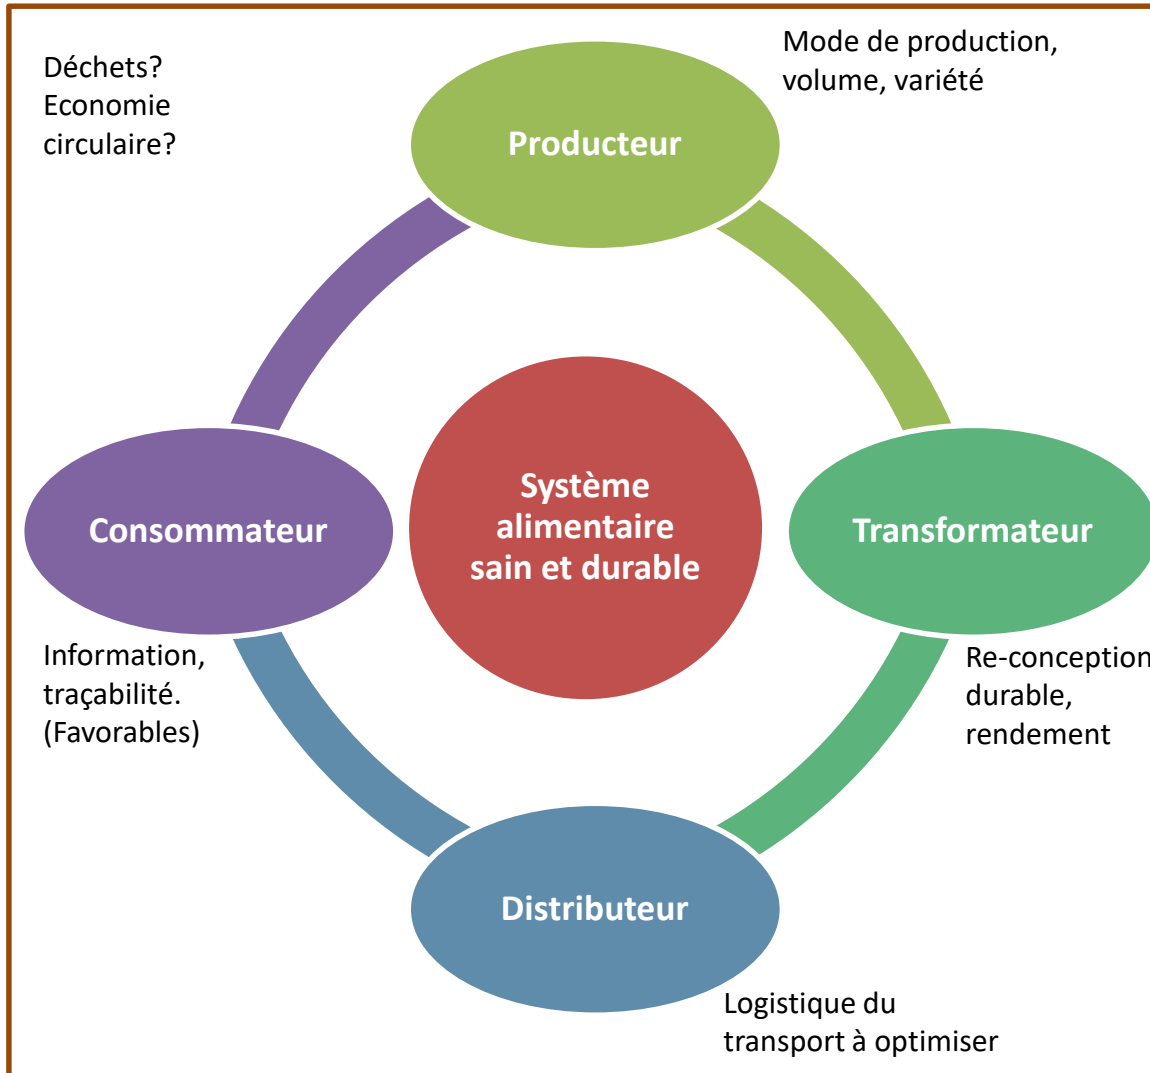 Déchets?
Economie
circulaire?
Mode de production,
volume, variété
Producteur
Système
alimentaire
sain et durable
Consommateur
Transformateur
Information,
traçabilité.
(Favorables)
Re-conception
durable,
rendement
Distributeur
Logistique du
transport à optimiser